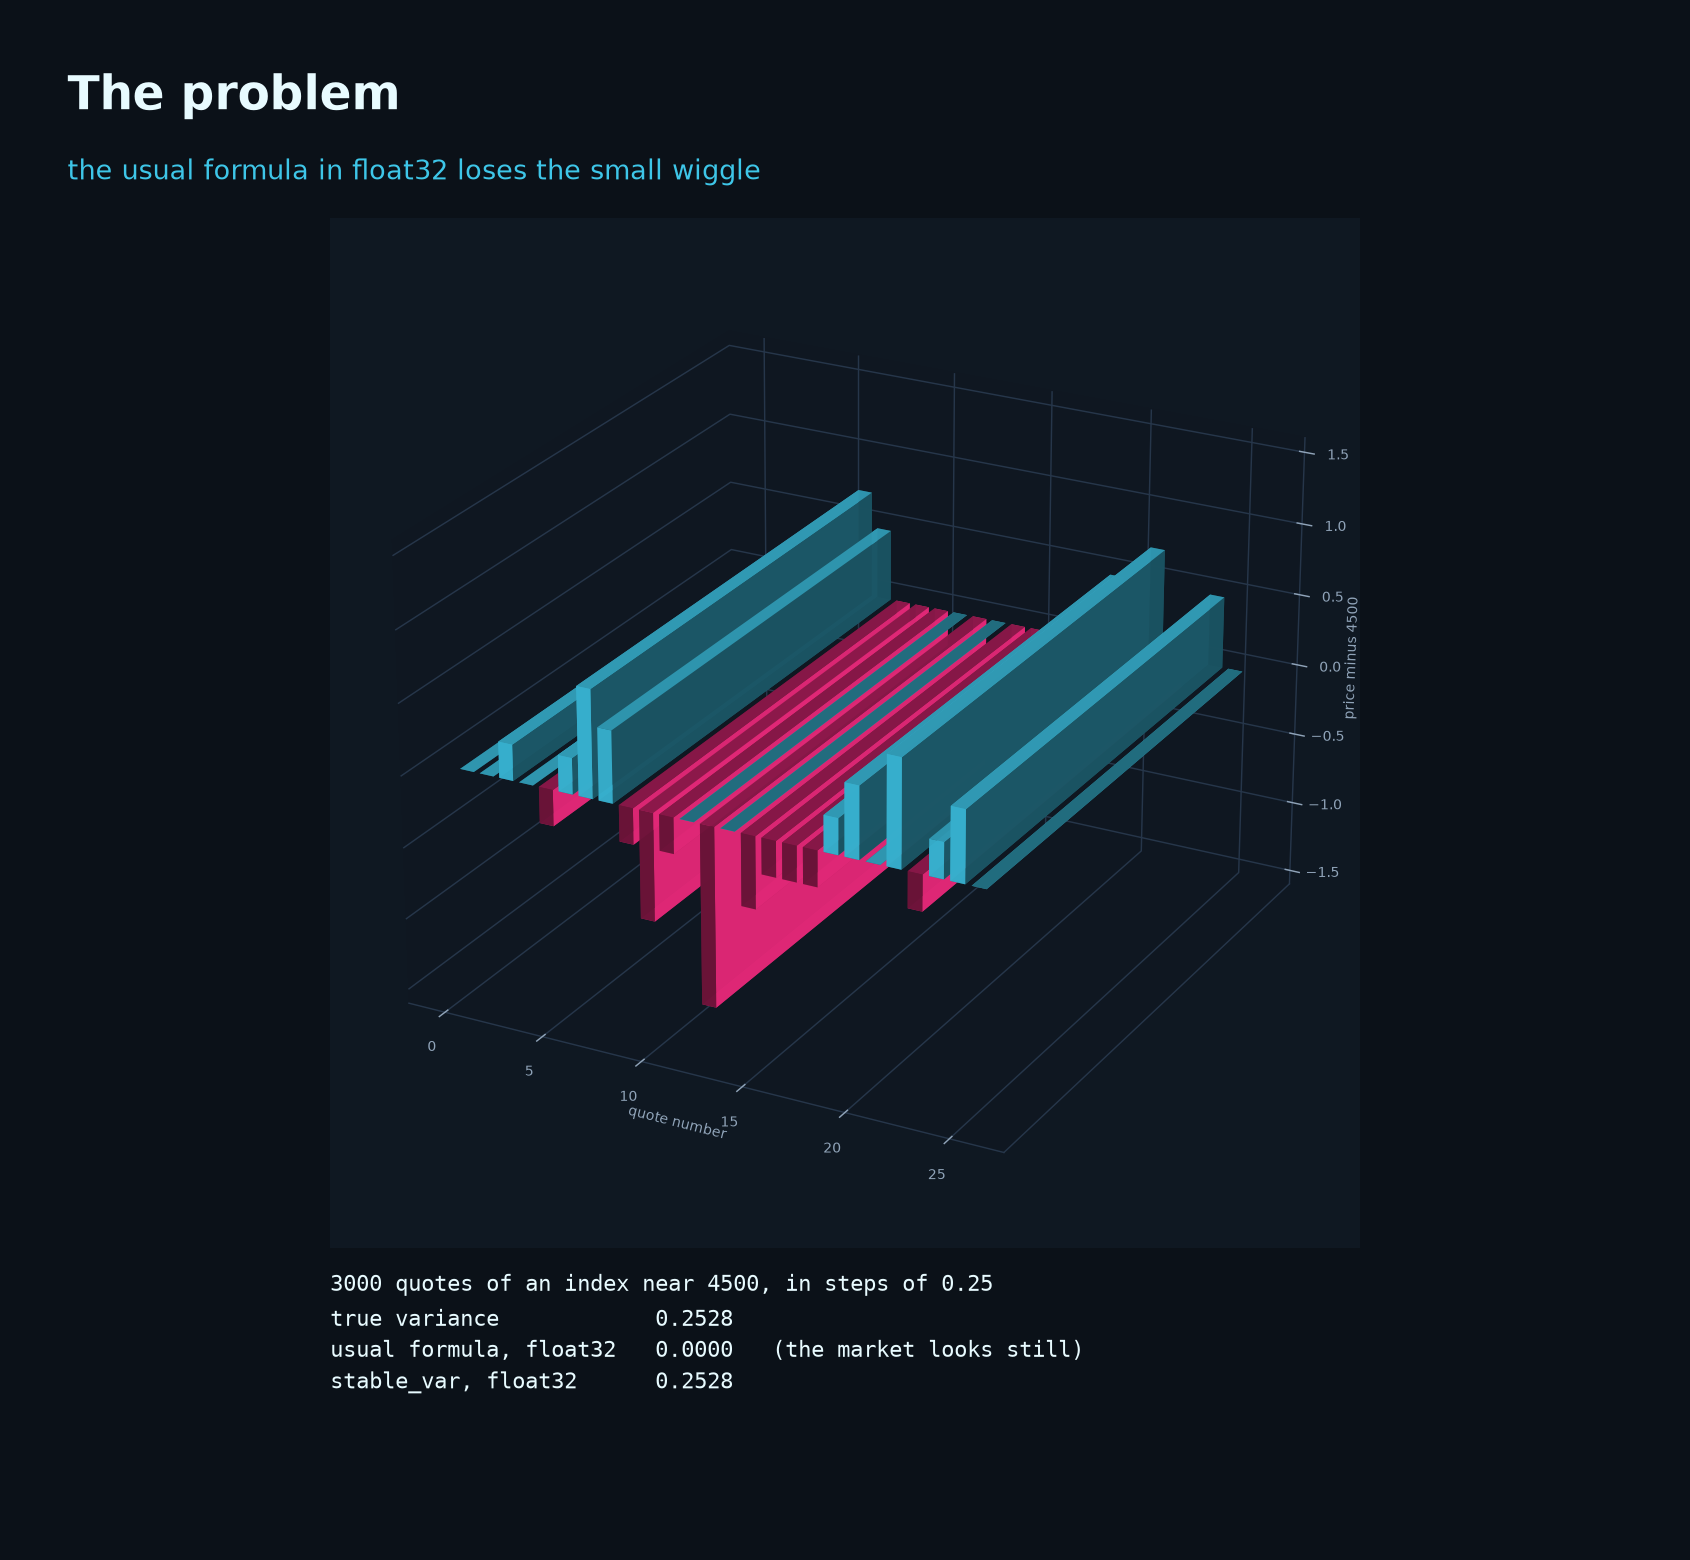 The problem
the usual formula in float32 loses the small wiggle
1.5
1.0
0.5
0.0
−0.5
−1.0
−1.5
price minus 4500
0
5
10
15
20
25
quote number
3000 quotes of an index near 4500, in steps of 0.25
true variance 0.2528
usual formula, float32 0.0000 (the market looks still)
stable_var, float32 0.2528